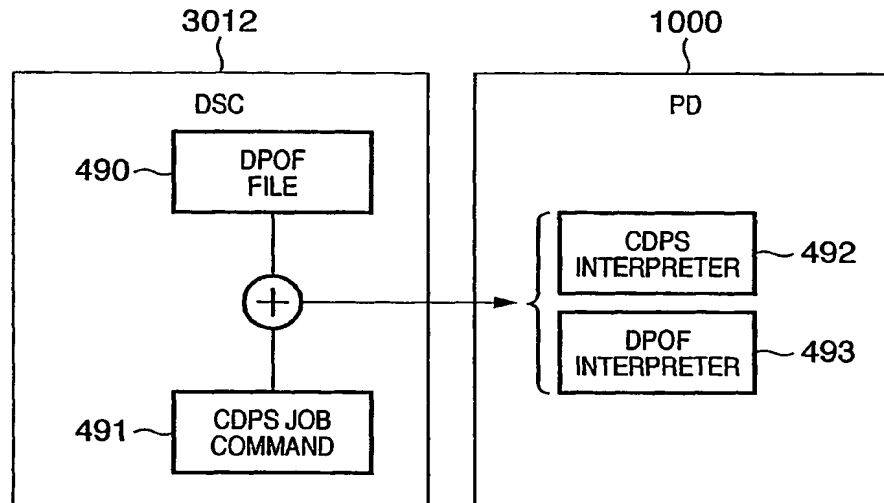 3012
1000
DSC
PD
490
DPOF
FILE
CDPS
INTERPRETER
492
+
DPOF
INTERPRETER
493
491
CDPS JOB
COMMAND